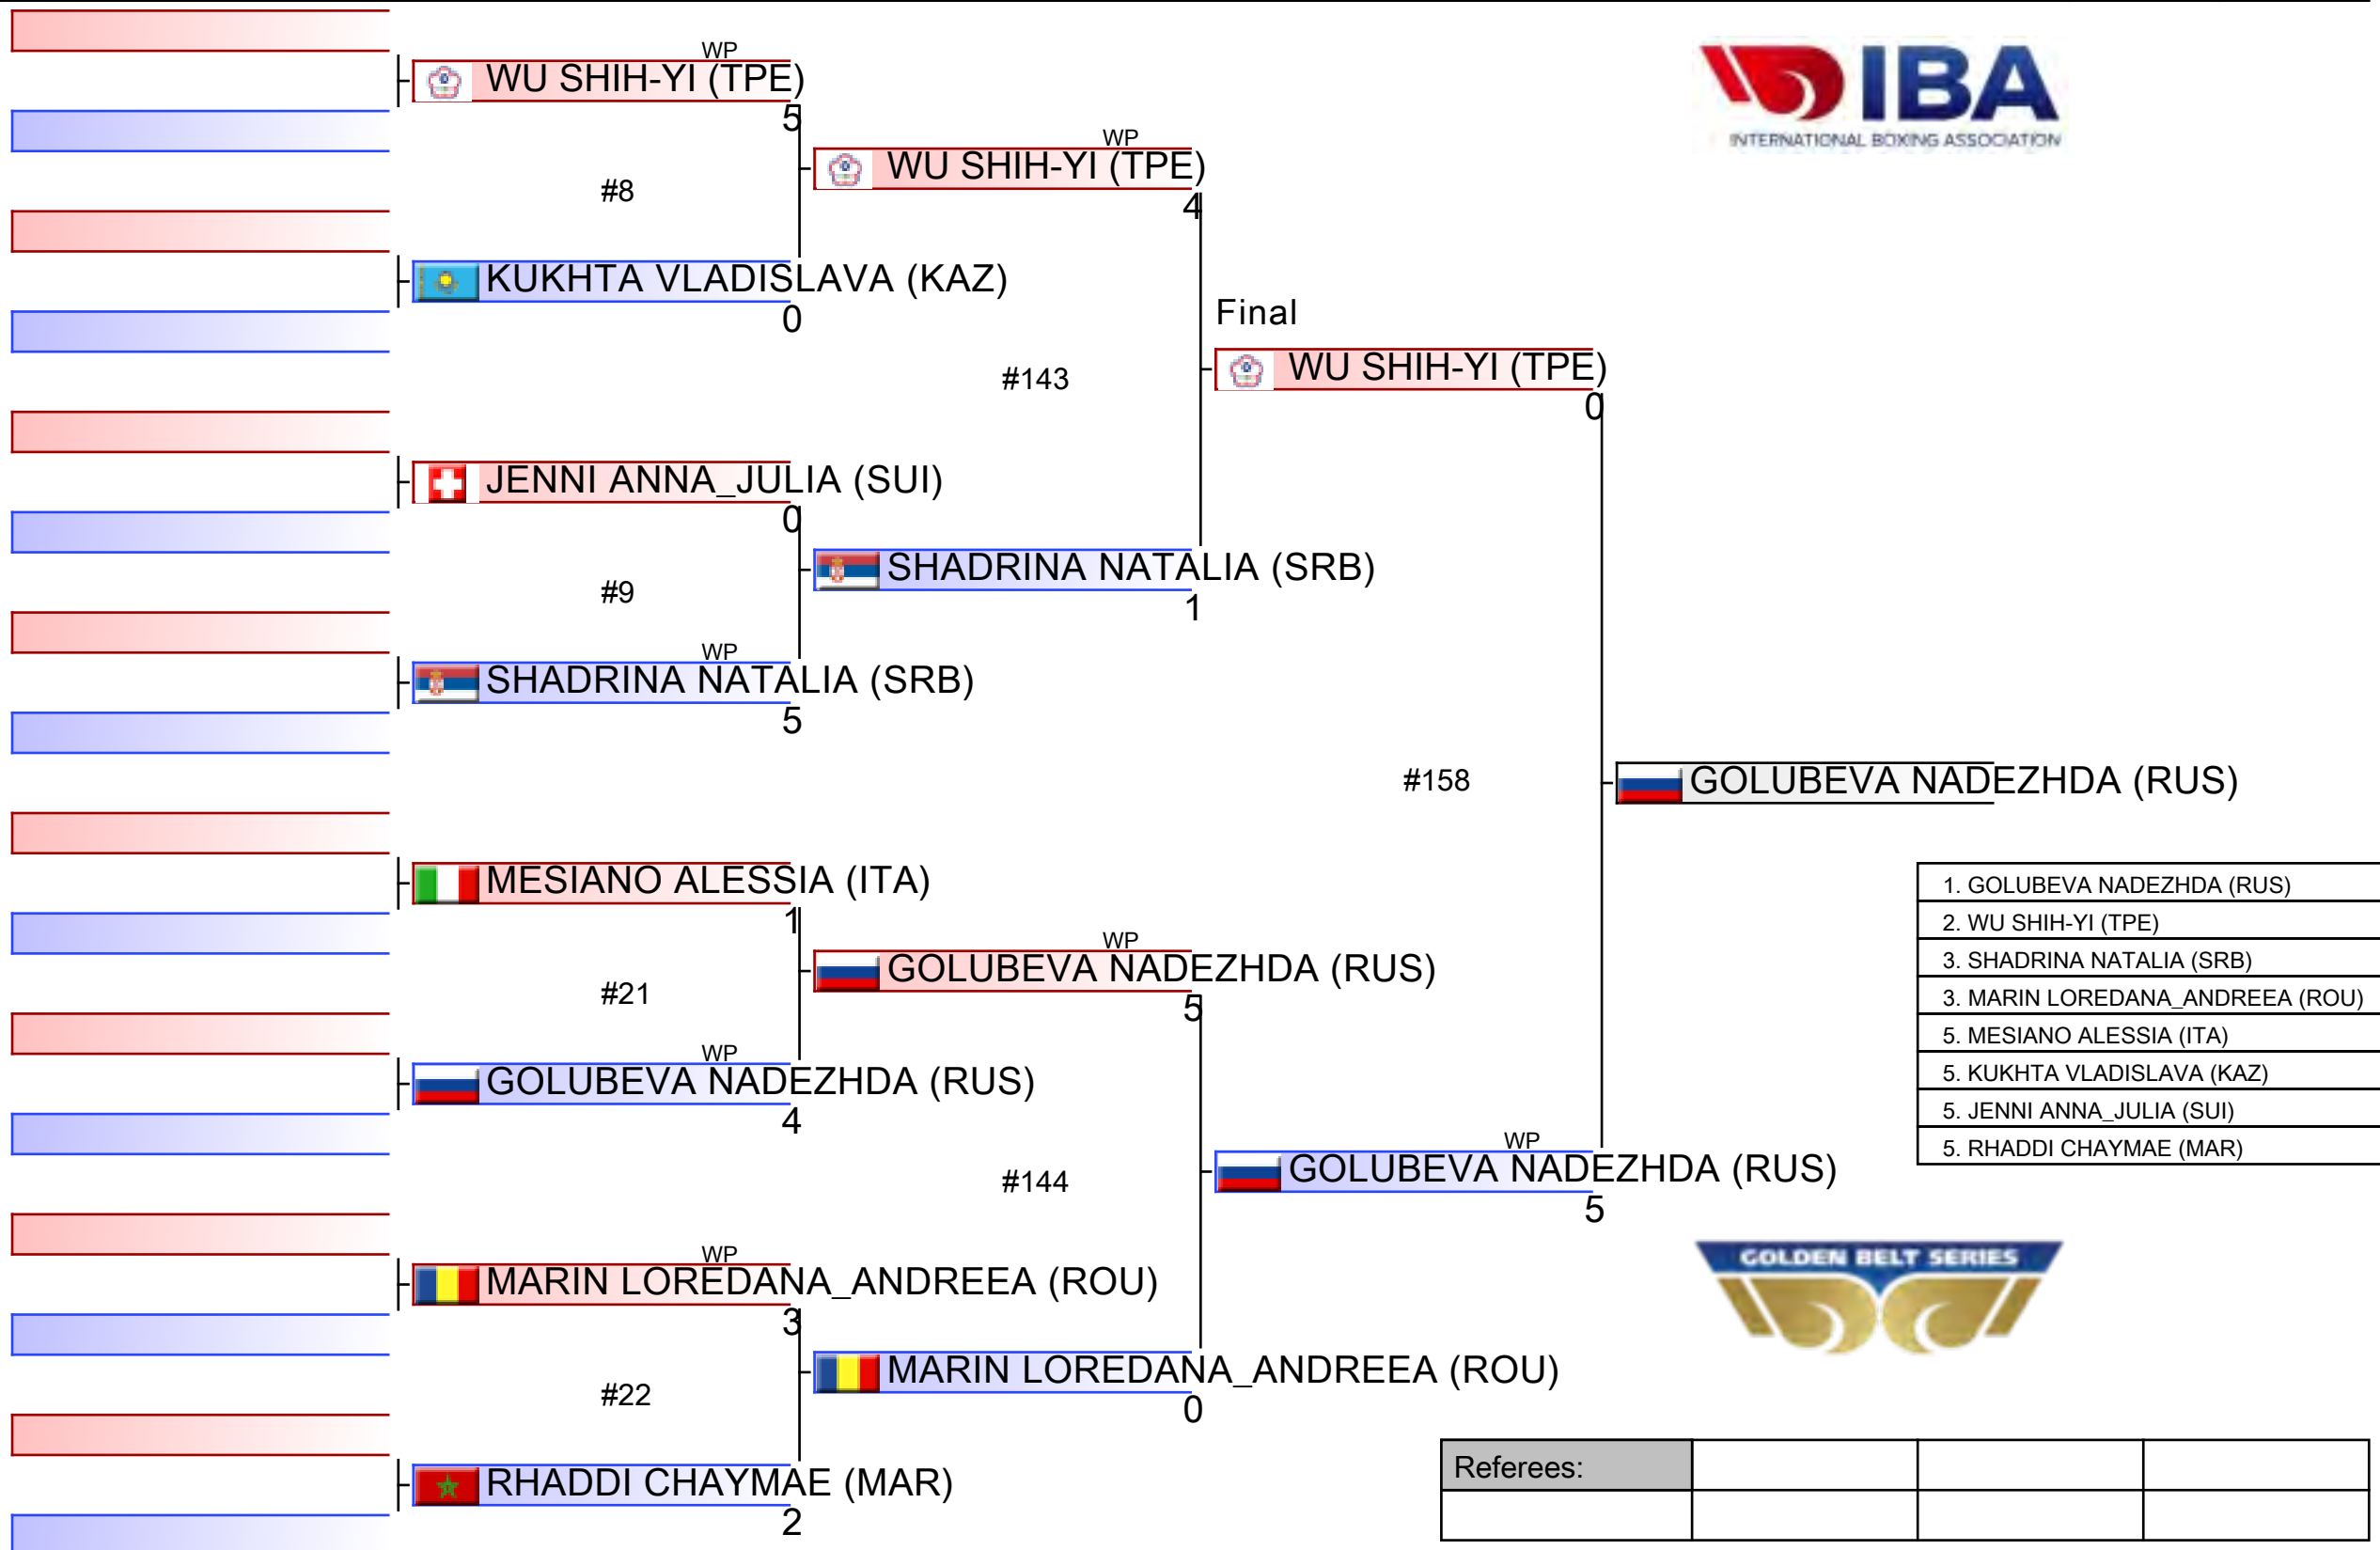 WP
WU SHIH-YI (TPE)
5
#8
KUKHTA VLADISLAVA (KAZ)
0
JENNI ANNA_JULIA (SUI)
0
#9
WP
SHADRINA NATALIA (SRB)
5
MESIANO ALESSIA (ITA)
1
#21
WP
GOLUBEVA NADEZHDA (RUS)
4
WP
MARIN LOREDANA_ANDREEA (ROU)
3
#22
RHADDI CHAYMAE (MAR)
2
WP
WU SHIH-YI (TPE)
4
#143
SHADRINA NATALIA (SRB)
1
WP
GOLUBEVA NADEZHDA (RUS)
5
#144
MARIN LOREDANA_ANDREEA (ROU)
0
Final
WU SHIH-YI (TPE)
0
#158
WP
GOLUBEVA NADEZHDA (RUS)
5
GOLUBEVA NADEZHDA (RUS)
IBA
INTERNATIONAL BOXING ASSOCIATION
1. GOLUBEVA NADEZHDA (RUS)
2. WU SHIH-YI (TPE)
3. SHADRINA NATALIA (SRB)
3. MARIN LOREDANA_ANDREEA (ROU)
5. MESIANO ALESSIA (ITA)
5. KUKHTA VLADISLAVA (KAZ)
5. JENNI ANNA_JULIA (SUI)
5. RHADDI CHAYMAE (MAR)
GOLDEN BELT SERIES
Referees: